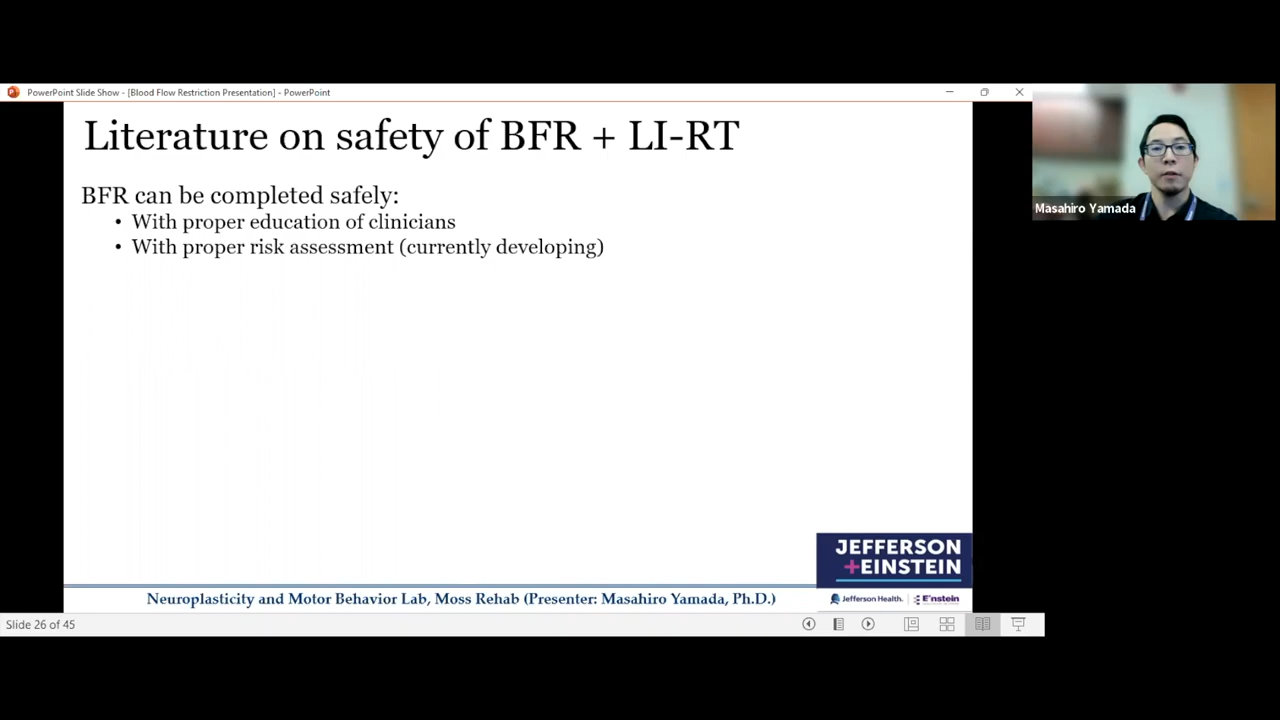 PowerPoint Slide Show - [Blood Flow Restriction Presentation] - PowerPoint
Literature on safety of BFR + LI-RT
BFR can be completed safely:
• With proper education of clinicians
• With proper risk assessment (currently developing)
Masahiro Yamada
JEFFERSON
+EINSTEIN
Neuroplasticity and Motor Behavior Lab, Moss Rehab (Presenter: Masahiro Yamada, Ph.D.)
Jefferson Health.
Slide 26 of 45